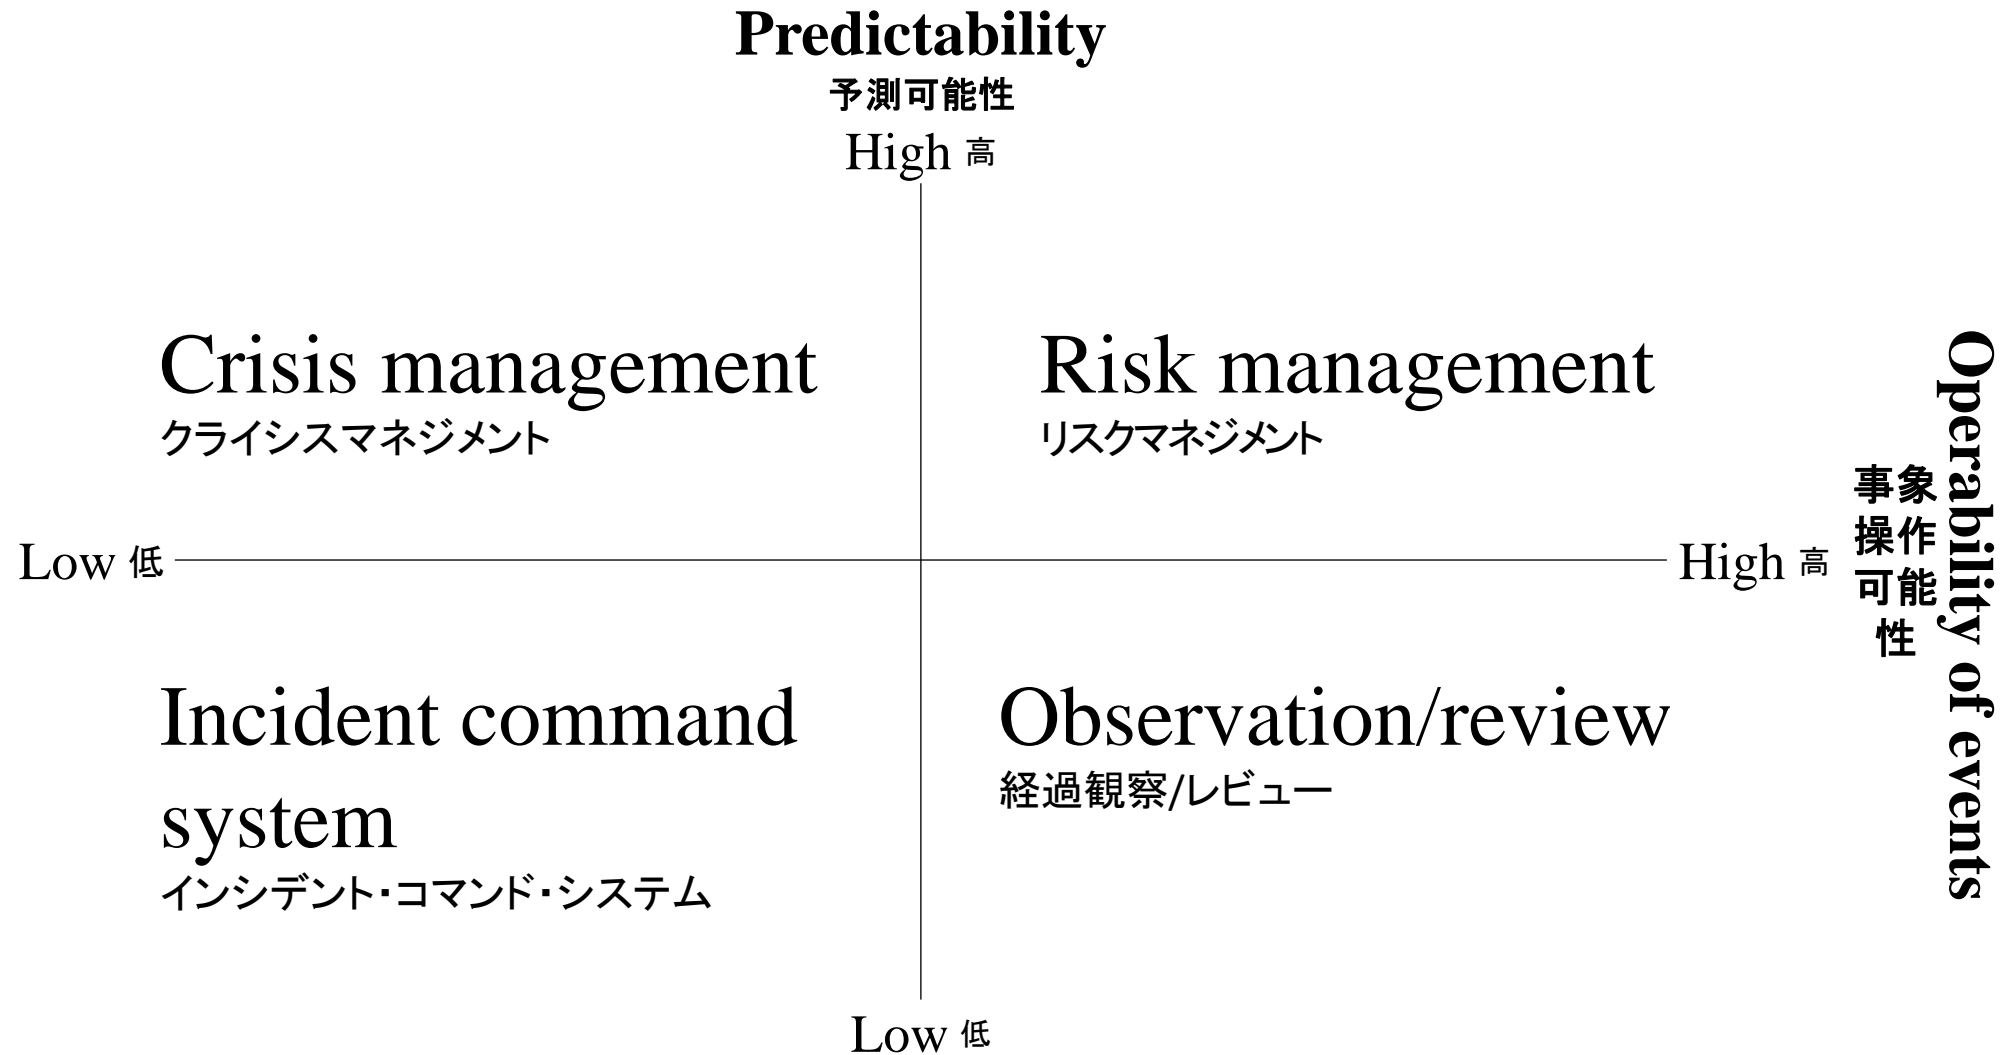 Predictability
予測可能性
High 高
Crisis management
クライシスマネジメント
Risk management
リスクマネジメント
Low 低
High 高
事象
操作
可能
性
Operability of events
Incident command
system
インシデント・コマンド・システム
Observation/review
経過観察/レビュー
Low 低